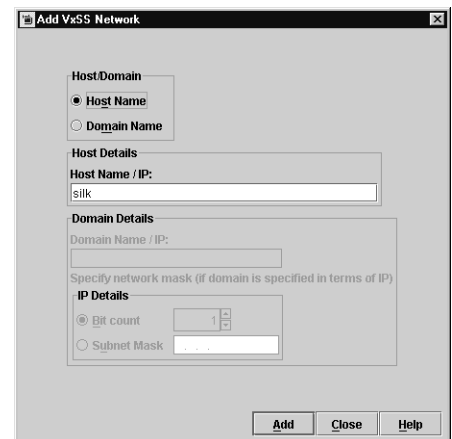 Add VxSS Network
Host/Domain
Host Name
Domain Name
Host Details
Host Name / IP:
silk
Domain Details
Domain Name / IP:
Specify network mask (if domain is specified in terms of IP)
IP Details
Bit count 1
Subnet Mask . . .
Add Close Help